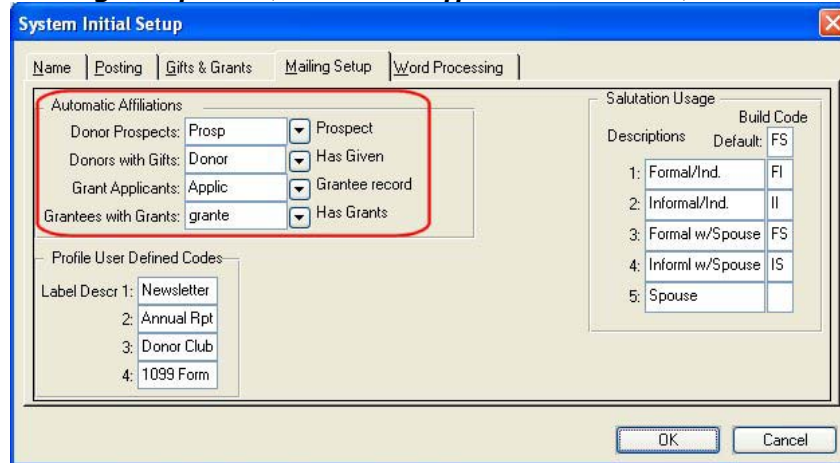 System Initial Setup
Name Posting Gifts & Grants Mailing Setup Word Processing
Automatic Affiliations
Donor Prospects: Prosp Prospect
Donors with Gifts: Donor Has Given
Grant Applicants: Applic Grantee record
Grantees with Grants: grante Has Grants
Profile User Defined Codes
Label Descr 1: Newsletter
2: Annual Rpt
3: Donor Club
4: 1099 Form
Salutation Usage
Build Code
Descriptions Default: FS
1: Formal/Ind. FI
2: Informal/Ind. II
3: Formal w/Spouse FS
4: Informl w/Spouse IS
5: Spouse
OK Cancel